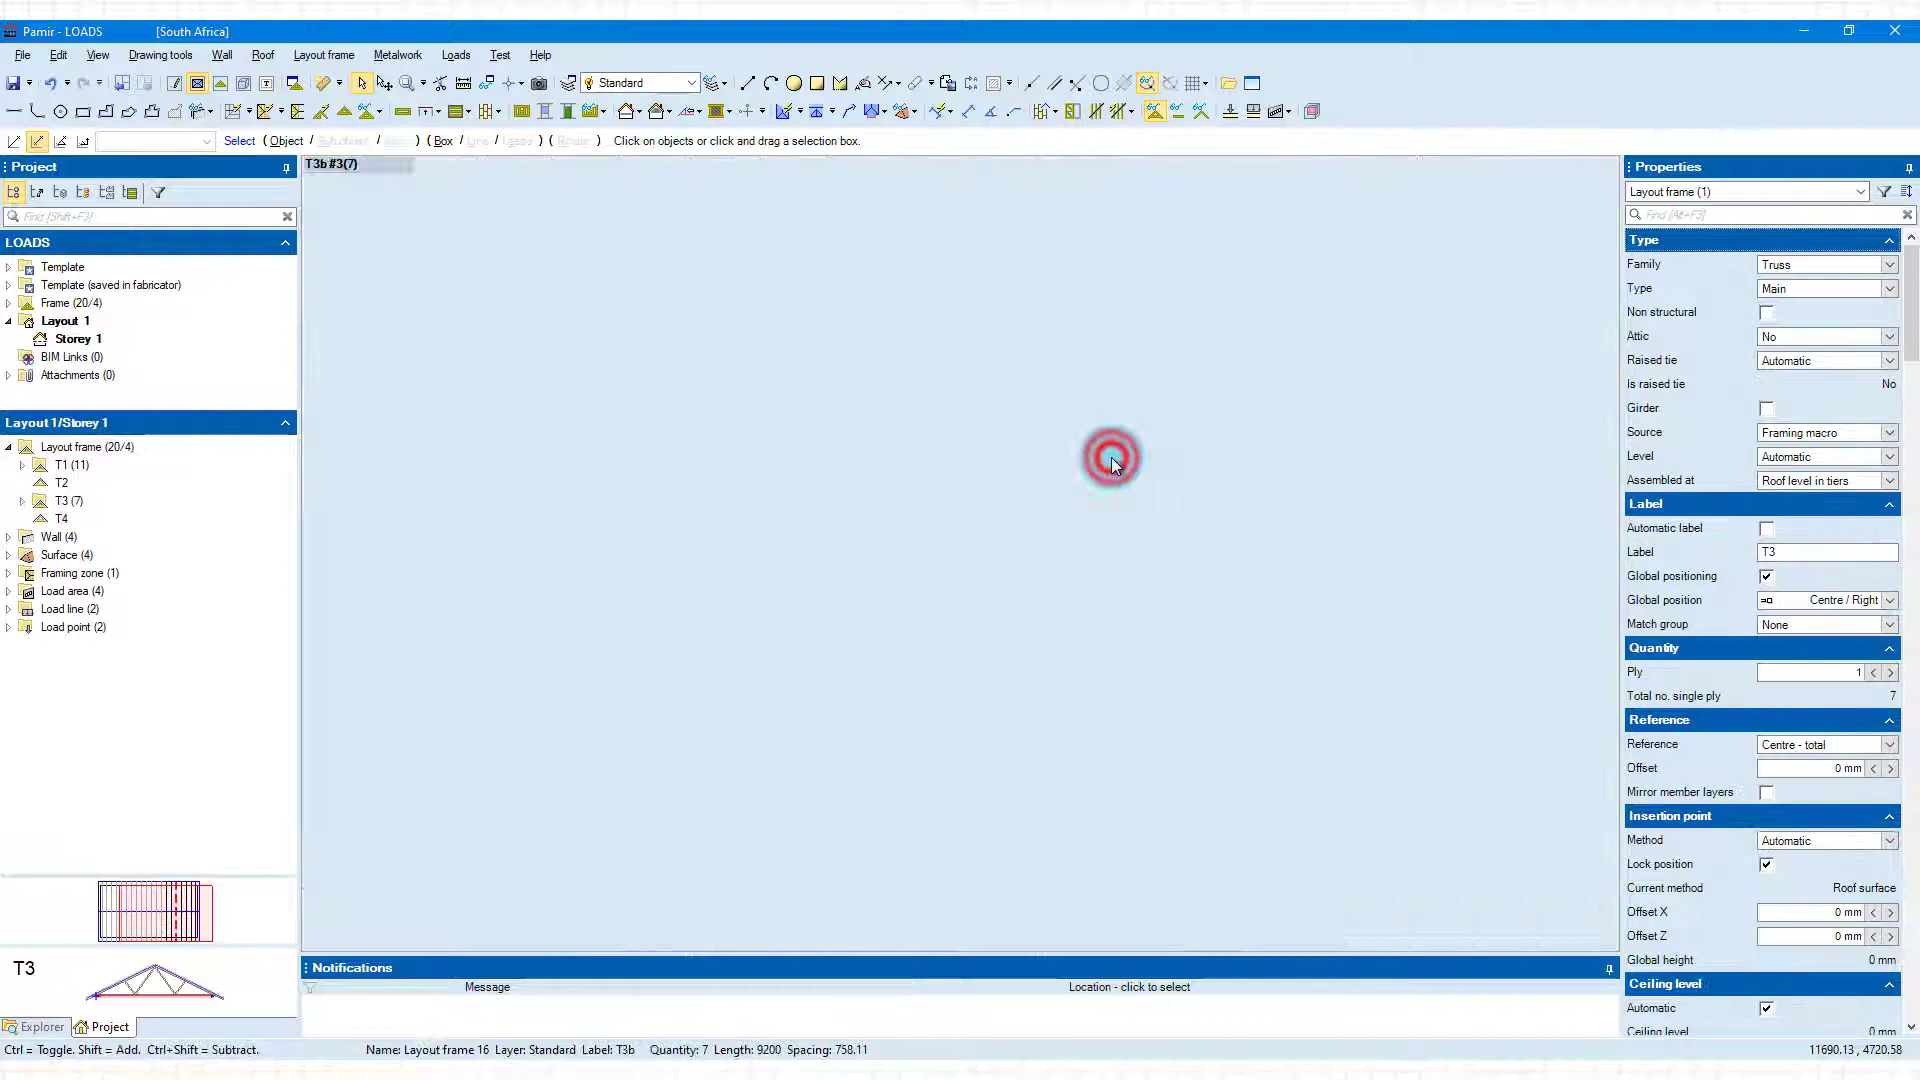 Pamir - LOADS [South Africa]
File Edit View Drawing tools Wall Roof Layout frame Metalwork Loads Test Help
Standard
Select ( Object / / ) ( Box / Line / Lasso ) ( ) Click on objects or click and drag a selection box.
Project
Find [Shift+F3]
LOADS
Template
Template (saved in fabricator)
Frame (20/4)
Layout 1
Storey 1
BIM Links (0)
Attachments (0)
Layout 1/Storey 1
Layout frame (20/4)
T1 (11)
T2
T3 (7)
T4
Wall (4)
Surface (4)
Framing zone (1)
Load area (4)
Load line (2)
Load point (2)
T3
Explorer Project
T3b #3(7)
Notifications
Message Location - click to select
Properties
Layout frame (1)
Find [Alt+F3]
Type
Family Truss
Type Main
Non structural
Attic No
Raised tie Automatic
Is raised tie No
Girder
Source Framing macro
Level Automatic
Assembled at Roof level in tiers
Label
Automatic label
Label T3
Global positioning
Global position Centre / Right
Match group None
Quantity
Ply 1
Total no. single ply 7
Reference
Reference Centre - total
Offset 0 mm
Mirror member layers
Insertion point
Method Automatic
Lock position
Current method Roof surface
Offset X 0 mm
Offset Z 0 mm
Global height 0 mm
Ceiling level
Automatic
Ceiling level 0 mm
Ctrl = Toggle. Shift = Add. Ctrl+Shift = Subtract. Name: Layout frame 16 Layer: Standard Label: T3b Quantity: 7 Length: 9200 Spacing: 758.11 11690.13 , 4720.58